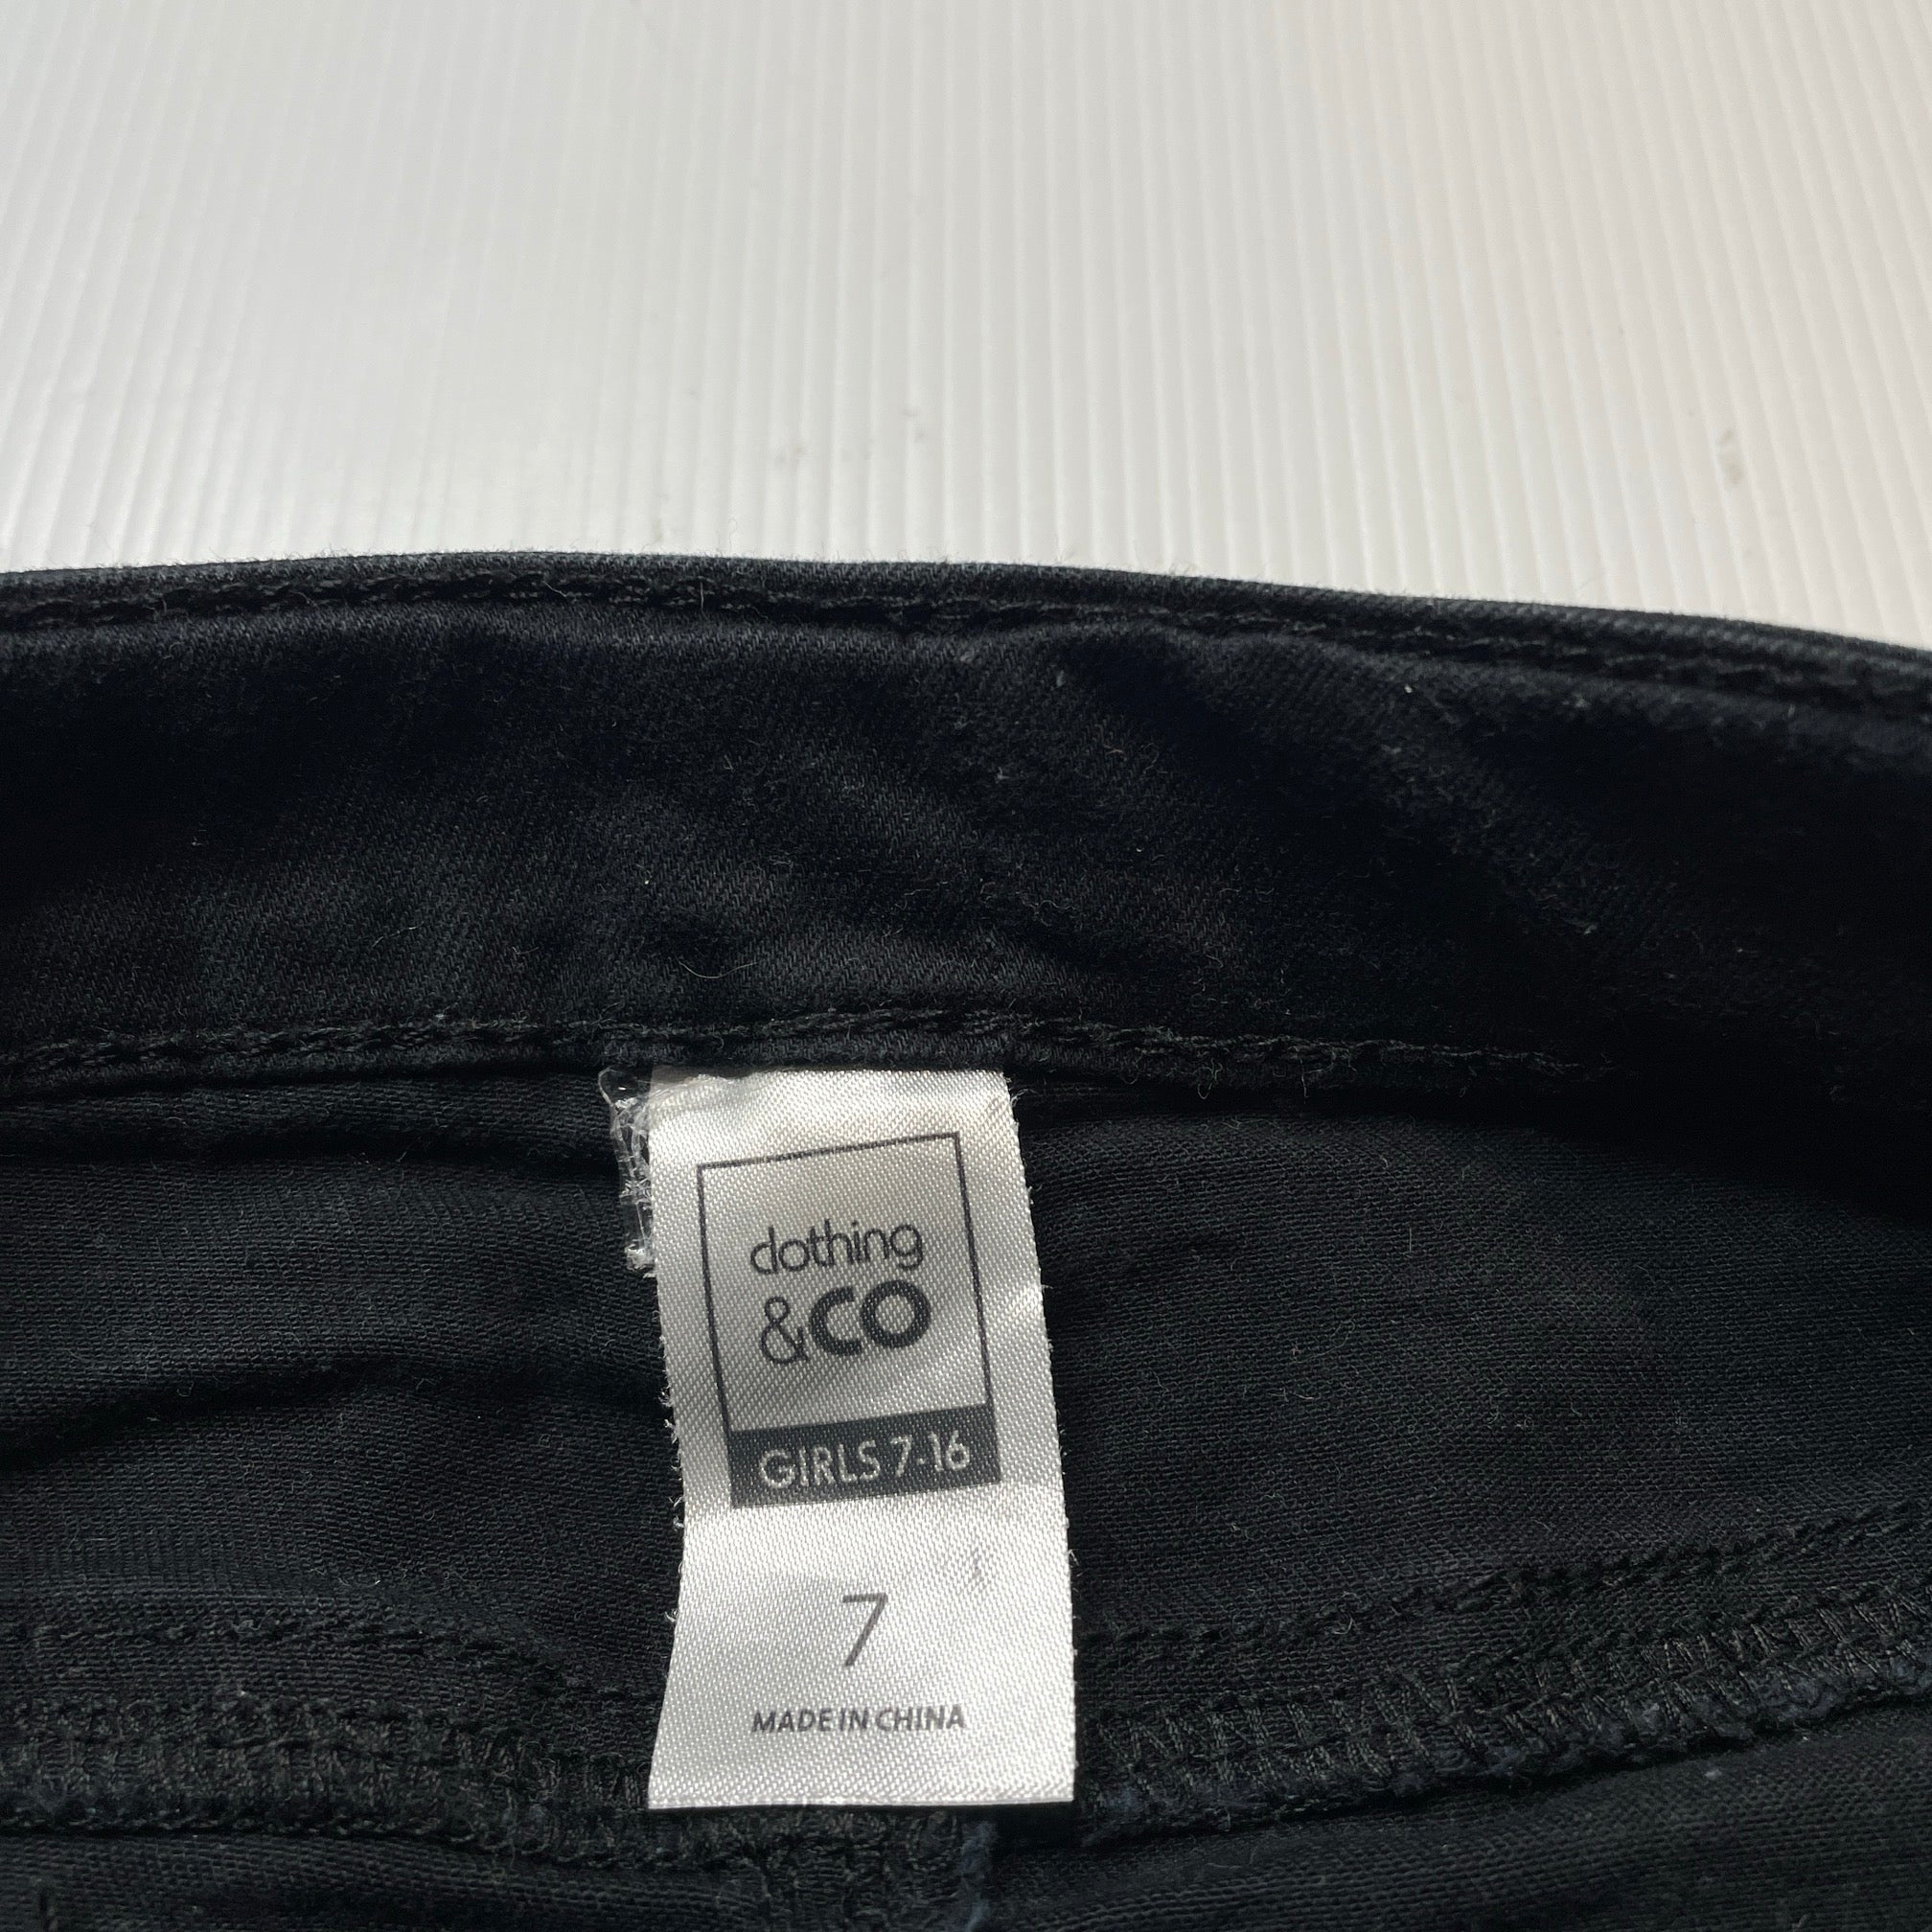 clothing
&CO
GIRLS 7-16
7
MADE IN CHINA